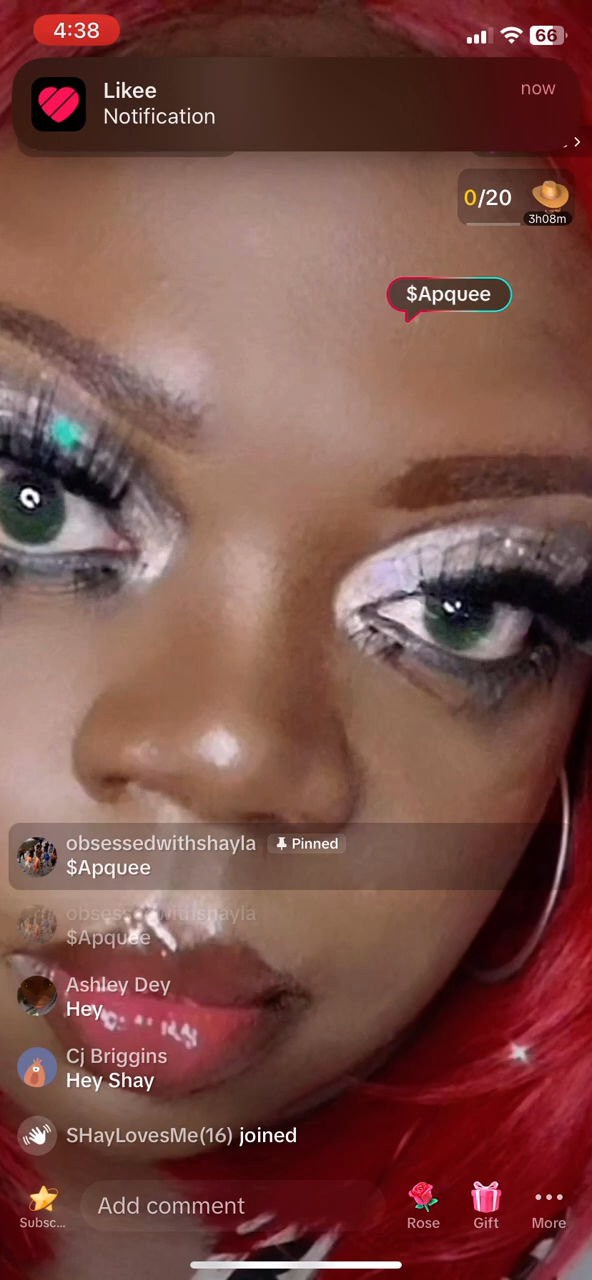 4:38
66
Likee
now
Notification
0/20
3h08m
$Apquee
obsessedwithshayla
Pinned
$Apquee
obsessedwithshayla
$Apquee
Ashley Dey
Hey
Cj Briggins
Hey Shay
SHayLovesMe(16) joined
Subsc...
Add comment
Rose
Gift
More